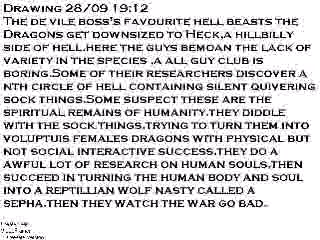 Drawing 28/09 19:12
The de vile boss's favourite hell beasts the
Dragons get downsized to Heck,a hillbilly
side of hell.here the guys bemoan the lack of
variety in the species ,a all guy club is
boring.Some of their researchers discover a
nth circle of hell containing silent quivering
sock things.Some suspect these are the
spiritual remains of humanity.they diddle
with the sock things,trying to turn them into
voluptuis females dragons with physical but
not social interactive success.they do a
awful lot of research on human souls,then
succeed in turning the human body and soul
into a reptillian wolf nasty called a
sepha.then they watch the war go bad.